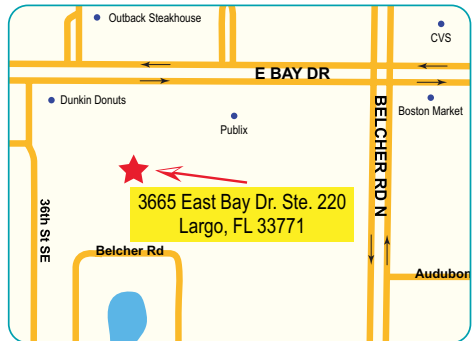 Outback Steakhouse
CVS
E BAY DR
Dunkin Donuts
Boston Market
Publix
BELCHER RD N
3665 East Bay Dr. Ste. 220
Largo, FL 33771
36th St SE
Belcher Rd
Audubon